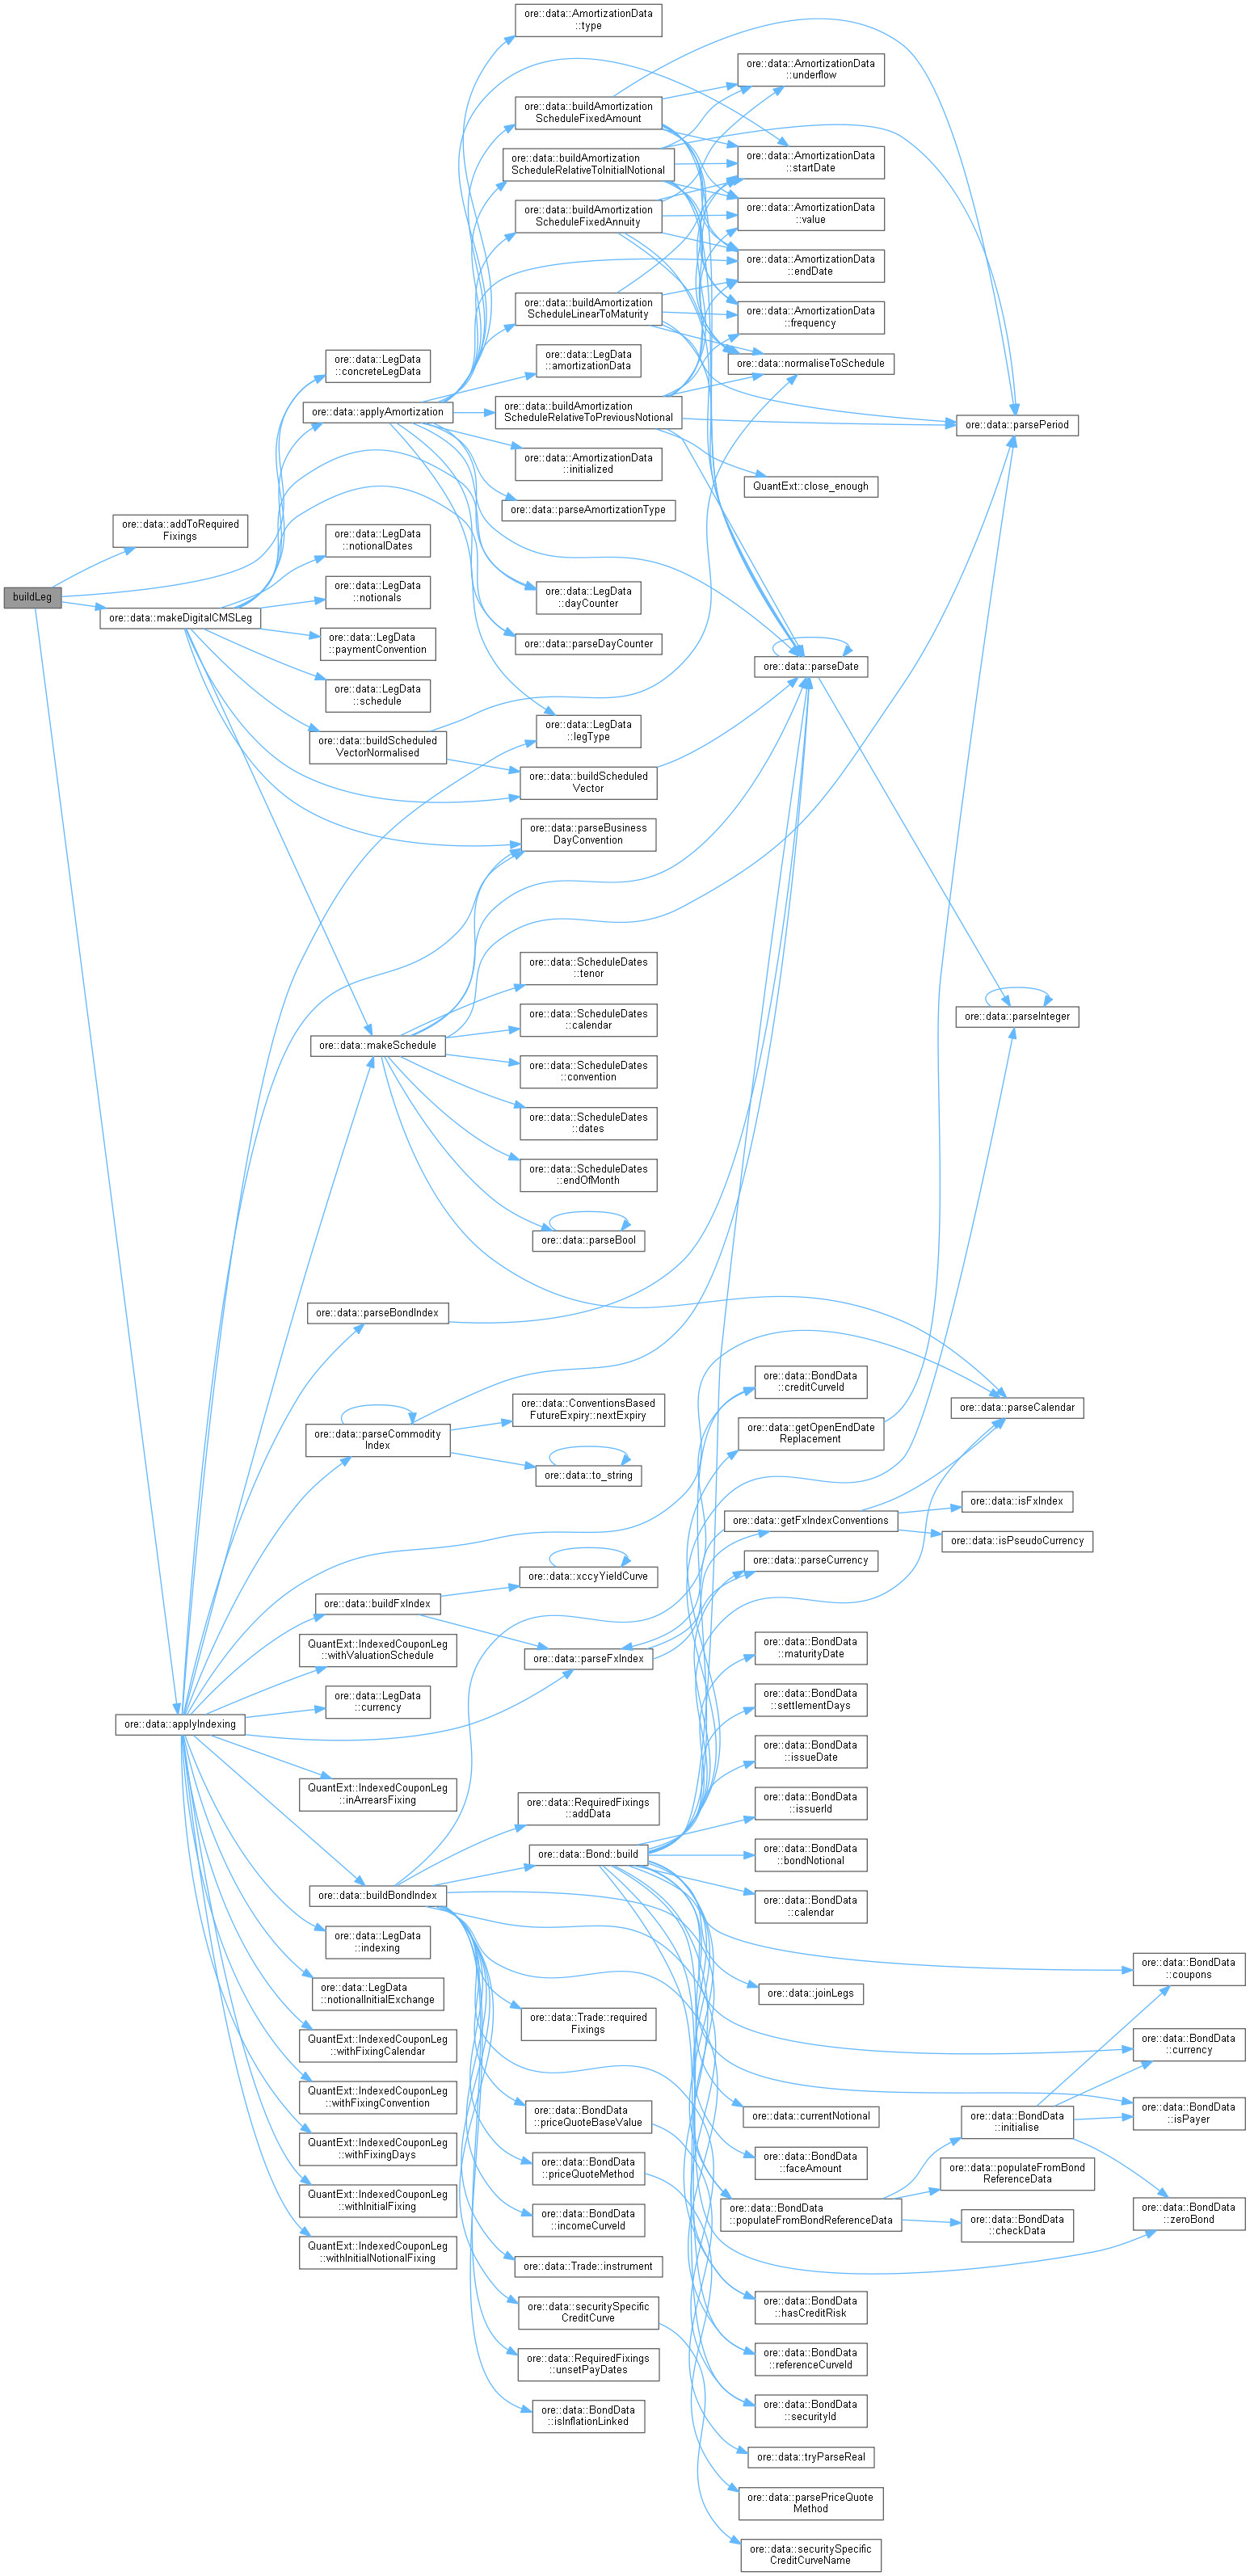 buildLeg
ore::data::addToRequired
Fixings
ore::data::makeDigitalCMSLeg
ore::data::applyIndexing
ore::data::LegData
::concreteLegData
ore::data::applyAmortization
ore::data::LegData
::notionalDates
ore::data::LegData
::notionals
ore::data::LegData
::paymentConvention
ore::data::LegData
::schedule
ore::data::buildScheduled
VectorNormalised
ore::data::makeSchedule
ore::data::parseBondIndex
ore::data::parseCommodity
Index
ore::data::buildFxIndex
QuantExt::IndexedCouponLeg
::withValuationSchedule
ore::data::LegData
::currency
QuantExt::IndexedCouponLeg
::inArrearsFixing
ore::data::buildBondIndex
ore::data::LegData
::indexing
ore::data::LegData
::notionalInitialExchange
QuantExt::IndexedCouponLeg
::withFixingCalendar
QuantExt::IndexedCouponLeg
::withFixingConvention
QuantExt::IndexedCouponLeg
::withFixingDays
QuantExt::IndexedCouponLeg
::withInitialFixing
QuantExt::IndexedCouponLeg
::withInitialNotionalFixing
ore::data::AmortizationData
::type
ore::data::buildAmortization
ScheduleFixedAmount
ore::data::buildAmortization
ScheduleRelativeToInitialNotional
ore::data::buildAmortization
ScheduleFixedAnnuity
ore::data::buildAmortization
ScheduleLinearToMaturity
ore::data::LegData
::amortizationData
ore::data::buildAmortization
ScheduleRelativeToPreviousNotional
ore::data::AmortizationData
::initialized
ore::data::parseAmortizationType
ore::data::LegData
::dayCounter
ore::data::parseDayCounter
ore::data::LegData
::legType
ore::data::buildScheduled
Vector
ore::data::parseBusiness
DayConvention
ore::data::ScheduleDates
::tenor
ore::data::ScheduleDates
::calendar
ore::data::ScheduleDates
::convention
ore::data::ScheduleDates
::dates
ore::data::ScheduleDates
::endOfMonth
ore::data::parseBool
ore::data::ConventionsBased
FutureExpiry::nextExpiry
ore::data::to_string
ore::data::xccyYieldCurve
ore::data::parseFxIndex
ore::data::RequiredFixings
::addData
ore::data::Bond::build
ore::data::Trade::required
Fixings
ore::data::BondData
::priceQuoteBaseValue
ore::data::BondData
::priceQuoteMethod
ore::data::BondData
::incomeCurveId
ore::data::Trade::instrument
ore::data::securitySpecific
CreditCurve
ore::data::RequiredFixings
::unsetPayDates
ore::data::BondData
::isInflationLinked
ore::data::AmortizationData
::underflow
ore::data::AmortizationData
::startDate
ore::data::AmortizationData
::value
ore::data::AmortizationData
::endDate
ore::data::AmortizationData
::frequency
ore::data::normaliseToSchedule
QuantExt::close_enough
ore::data::parseDate
ore::data::BondData
::creditCurveId
ore::data::getOpenEndDate
Replacement
ore::data::getFxIndexConventions
ore::data::parseCurrency
ore::data::BondData
::maturityDate
ore::data::BondData
::settlementDays
ore::data::BondData
::issueDate
ore::data::BondData
::issuerId
ore::data::BondData
::bondNotional
ore::data::BondData
::calendar
ore::data::joinLegs
ore::data::currentNotional
ore::data::BondData
::faceAmount
ore::data::BondData
::populateFromBondReferenceData
ore::data::BondData
::hasCreditRisk
ore::data::BondData
::referenceCurveId
ore::data::BondData
::securityId
ore::data::tryParseReal
ore::data::parsePriceQuote
Method
ore::data::securitySpecific
CreditCurveName
ore::data::parsePeriod
ore::data::parseInteger
ore::data::parseCalendar
ore::data::isFxIndex
ore::data::isPseudoCurrency
ore::data::BondData
::initialise
ore::data::populateFromBond
ReferenceData
ore::data::BondData
::checkData
ore::data::BondData
::coupons
ore::data::BondData
::currency
ore::data::BondData
::isPayer
ore::data::BondData
::zeroBond